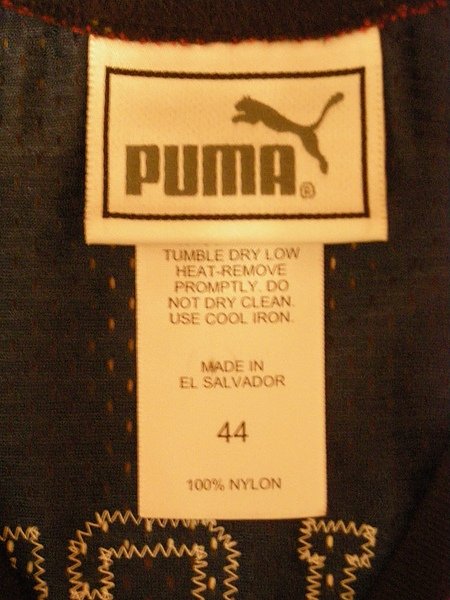 PUMA®
TUMBLE DRY LOW
HEAT-REMOVE
PROMPTLY. DO
NOT DRY CLEAN.
USE COOL IRON.
MADE IN
EL SALVADOR
44
100% NYLON